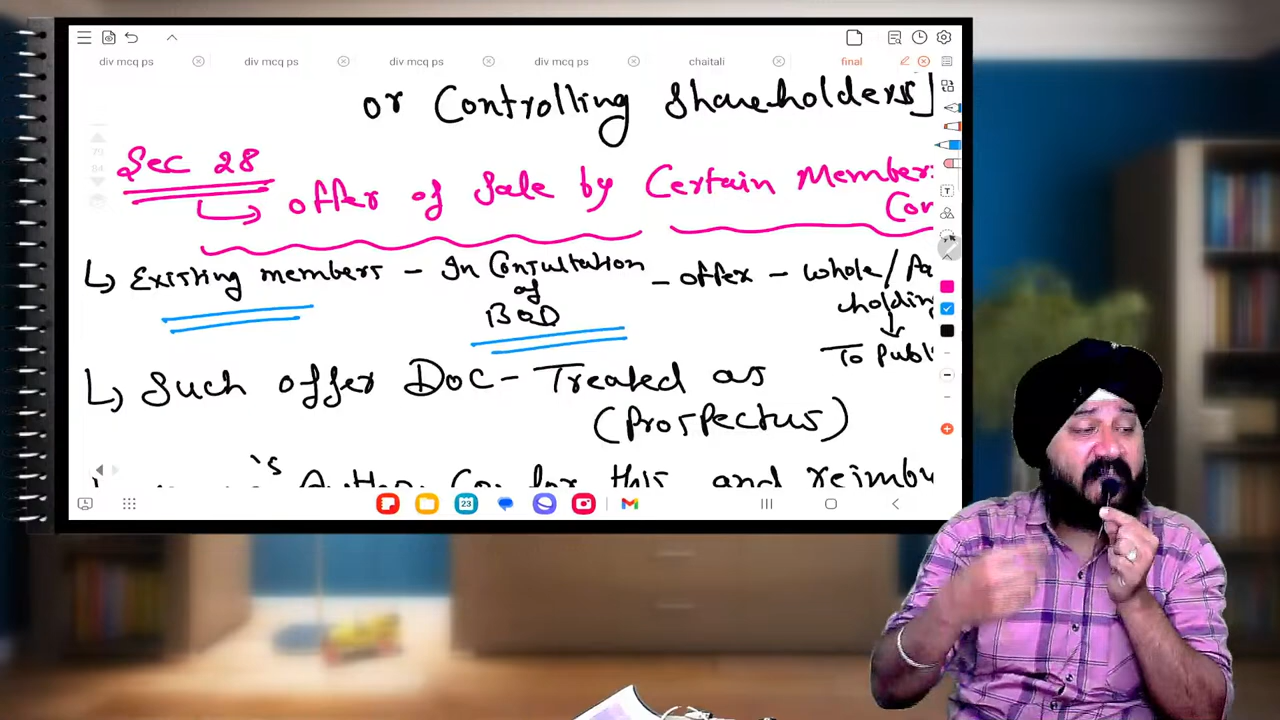 div mcq ps div mcq ps div mcq ps div mcq ps chaitali final
or Controlling Shareholders]
Sec 28
offer of Sale by Certain Member
Existing members - In Consultation - offer - whole/
of
BOD
To Publ
Such offer Doc - Treated as
(Prospectus)
for this and reimbu
23